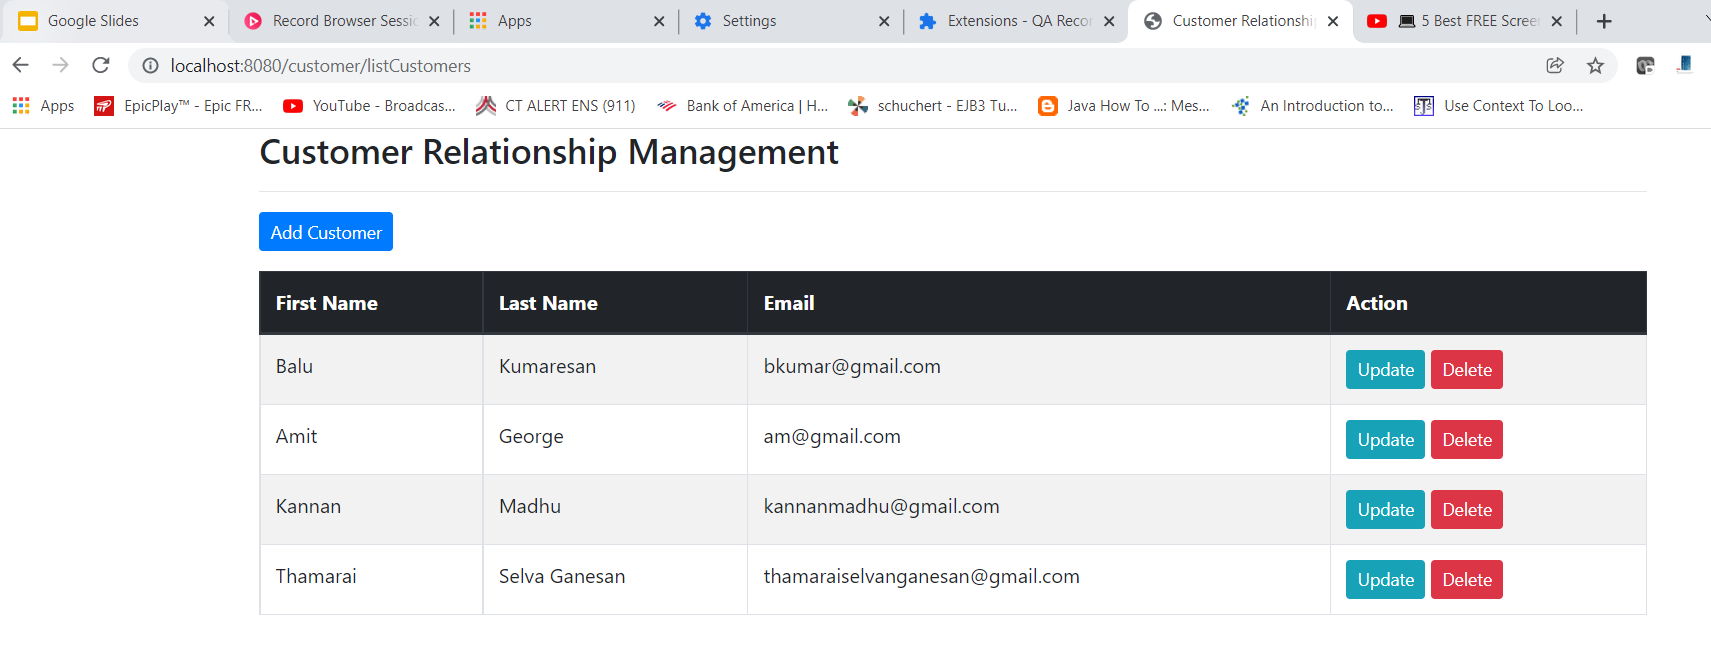 Google Slides Record Browser Sessic Apps Settings Extensions - QA Recor Customer Relationshi 5 Best FREE Scree
localhost:8080/customer/listCustomers
Apps EpicPlay™ - Epic FR... YouTube - Broadcas... CT ALERT ENS (911) Bank of America | H... schuchert - EJB3 Tu... Java How To ...: Mes... An Introduction to... Use Context To Loo...
Customer Relationship Management
Add Customer
First Name Last Name Email Action
Balu Kumaresan bkumar@gmail.com Update Delete
Amit George am@gmail.com Update Delete
Kannan Madhu kannanmadhu@gmail.com Update Delete
Thamarai Selva Ganesan thamaraiselvanganesan@gmail.com Update Delete